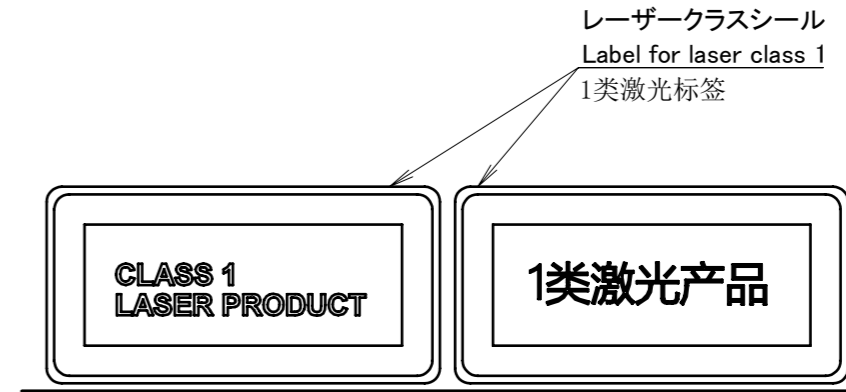 レーザークラスシール
Label for laser class 1
1类激光标签
CLASS 1
LASER PRODUCT
1类激光产品